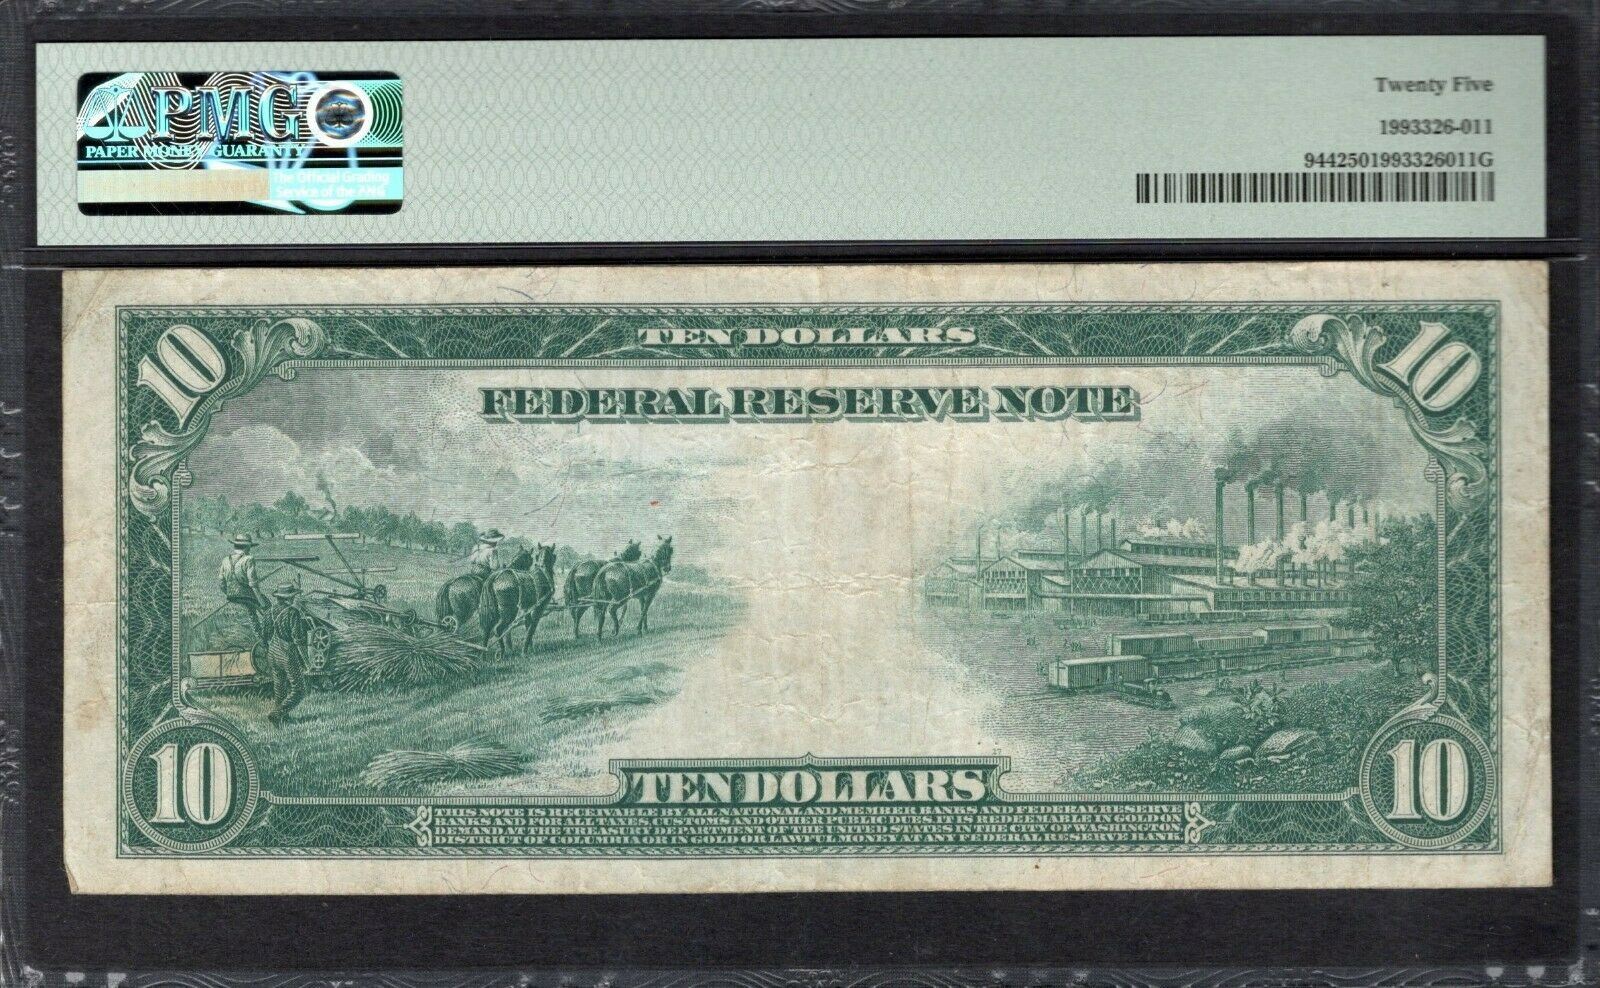 PMG
PAPER MONEY GUARANTY
The Official Grading
Service of the ANA
Twenty Five
1993326-011
9442501993326011G
10
TEN DOLLARS
10
FEDERAL RESERVE NOTE
27
10
TEN DOLLARS
10
THIS NOTE IS RECEIVABLE BY ALL NATIONAL AND MEMBER BANKS AND FEDERAL RESERVE
BANKS AND FOR ALL TAXES, CUSTOMS AND OTHER PUBLIC DUES. IT IS REDEEMABLE IN GOLD ON
DEMAND AT THE TREASURY DEPARTMENT OF THE UNITED STATES IN THE CITY OF WASHINGTON,
DISTRICT OF COLUMBIA OR IN GOLD OR LAWFUL MONEY AT ANY FEDERAL RESERVE BANK.